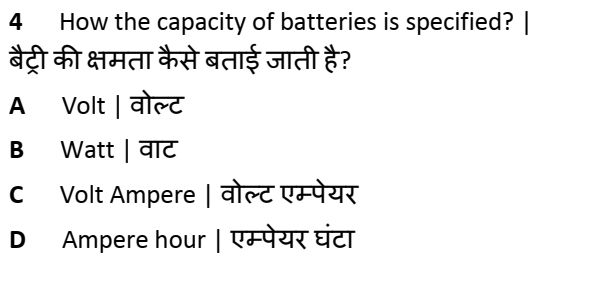 4 How the capacity of batteries is specified? |
बैट्री की क्षमता कैसे बताई जाती है?
A Volt | वोल्ट
B Watt | वाट
C Volt Ampere | वोल्ट एम्पेयर
D Ampere hour | एम्पेयर घंटा